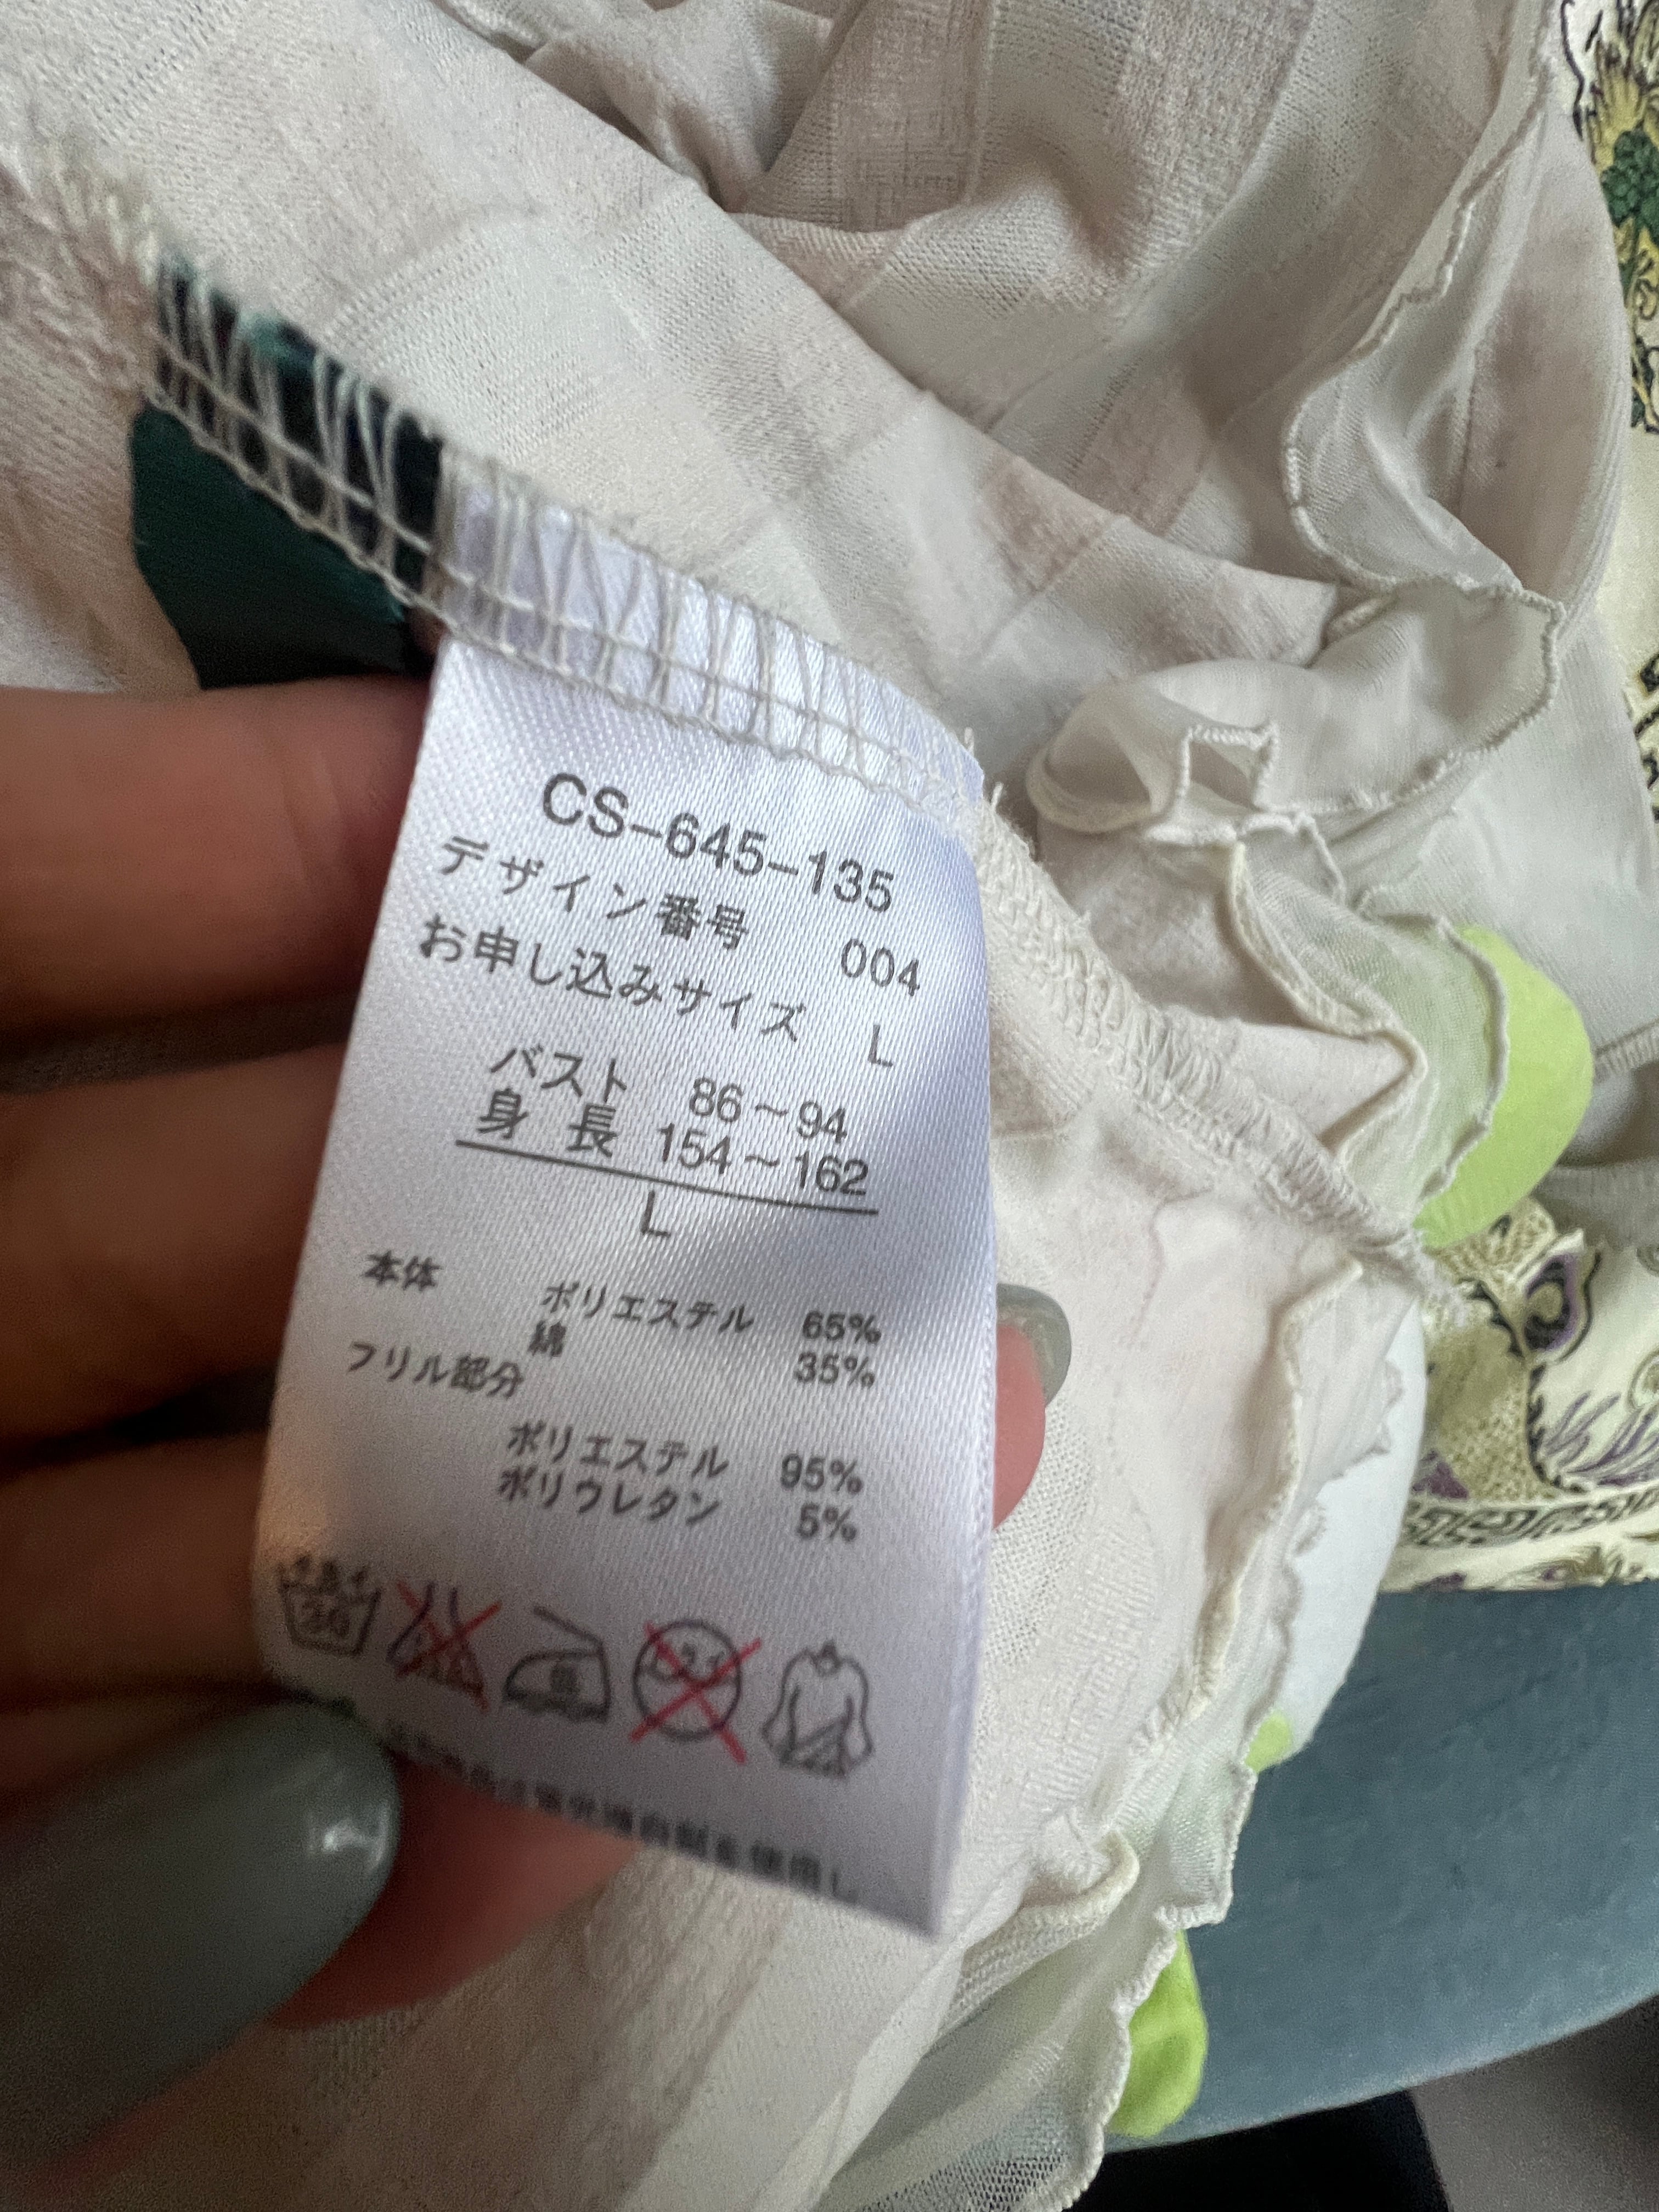 CS-645-135
デザイン番号 004
お申し込みサイズ L
バスト 86~94
身長 154~162
L
本体 ポリエステル 65%
綿 35%
フリル部分
ポリエステル 95%
ポリウレタン 5%